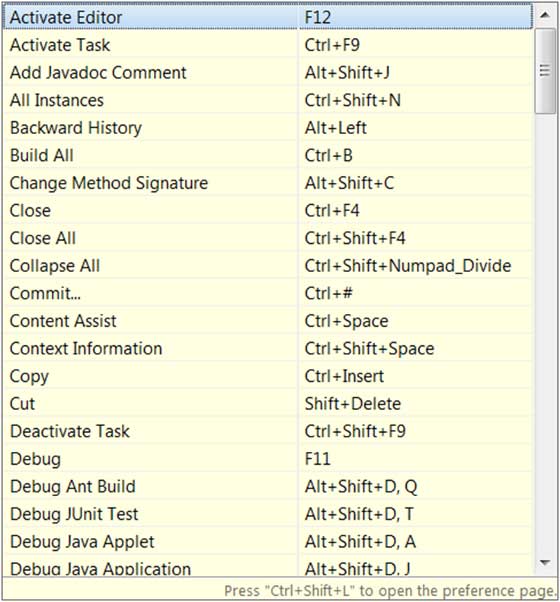 Activate Editor F12
Activate Task Ctrl+F9
Add Javadoc Comment Alt+Shift+J
All Instances Ctrl+Shift+N
Backward History Alt+Left
Build All Ctrl+B
Change Method Signature Alt+Shift+C
Close Ctrl+F4
Close All Ctrl+Shift+F4
Collapse All Ctrl+Shift+Numpad_Divide
Commit... Ctrl+#
Content Assist Ctrl+Space
Context Information Ctrl+Shift+Space
Copy Ctrl+Insert
Cut Shift+Delete
Deactivate Task Ctrl+Shift+F9
Debug F11
Debug Ant Build Alt+Shift+D, Q
Debug JUnit Test Alt+Shift+D, T
Debug Java Applet Alt+Shift+D, A
Debug Java Application Alt+Shift+D, J
Press "Ctrl+Shift+L" to open the preference page.